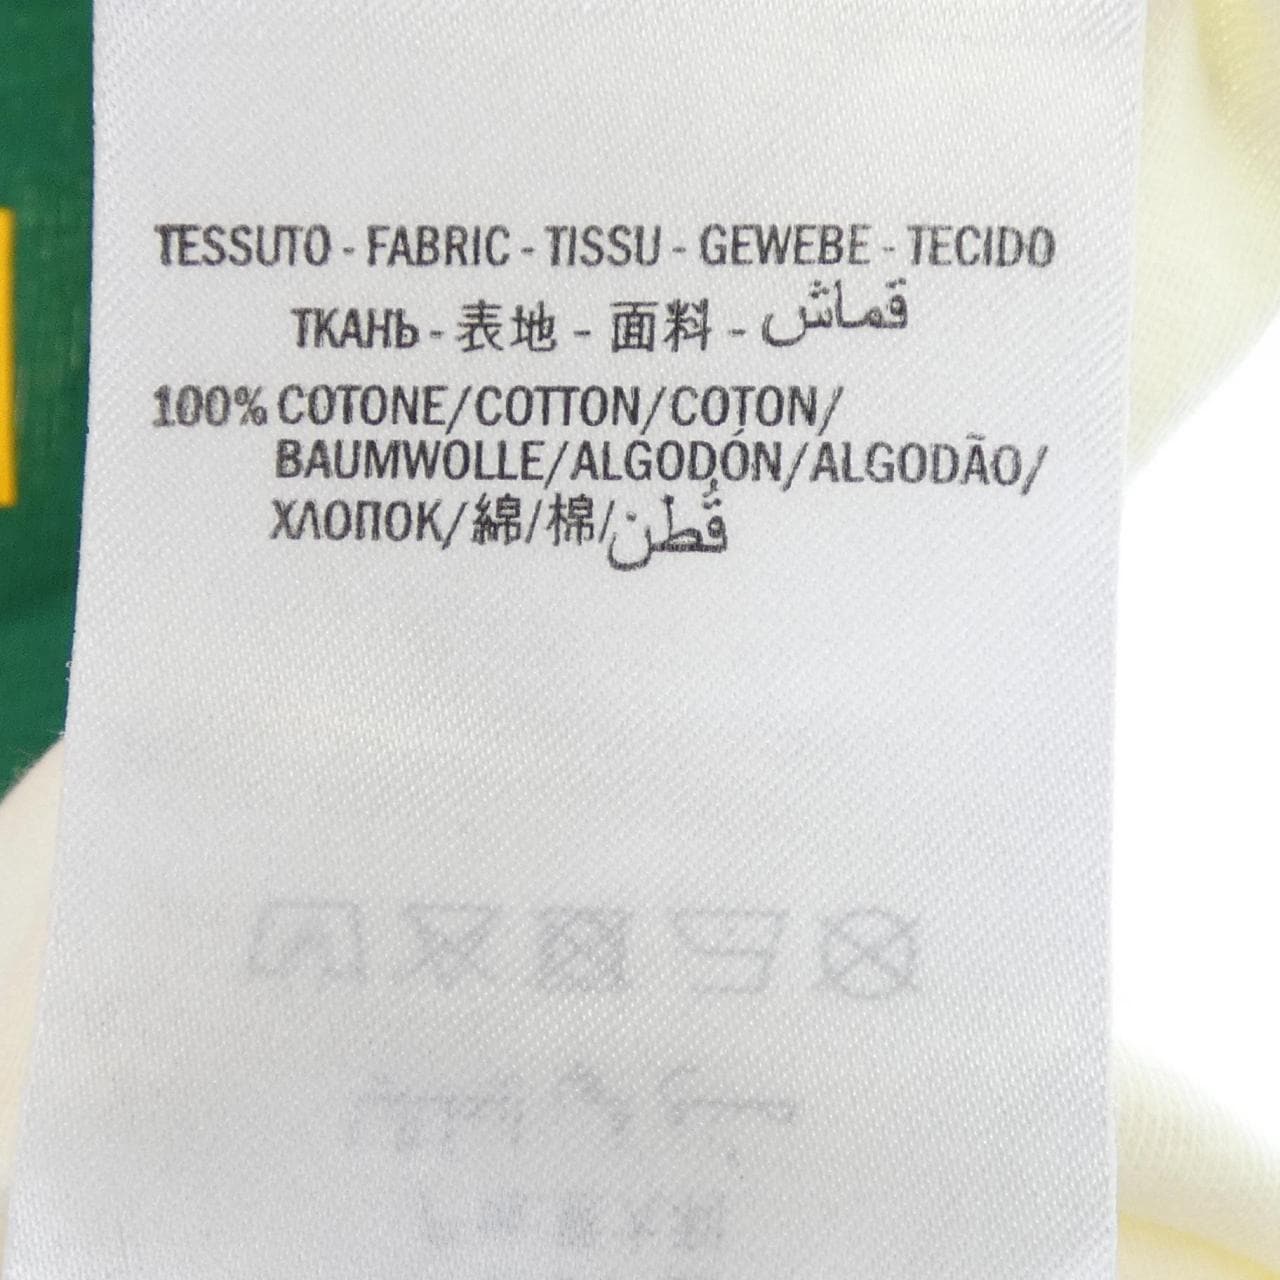 TESSUTO - FABRIC - TISSU - GEWEBE - TECIDO
ТКАНЬ - 表地 - 面料 - قماش
100% COTONE/COTTON/COTON/
BAUMWOLLE/ALGODÓN/ALGODÃO/
ХЛОПОК/綿/棉/قُطن